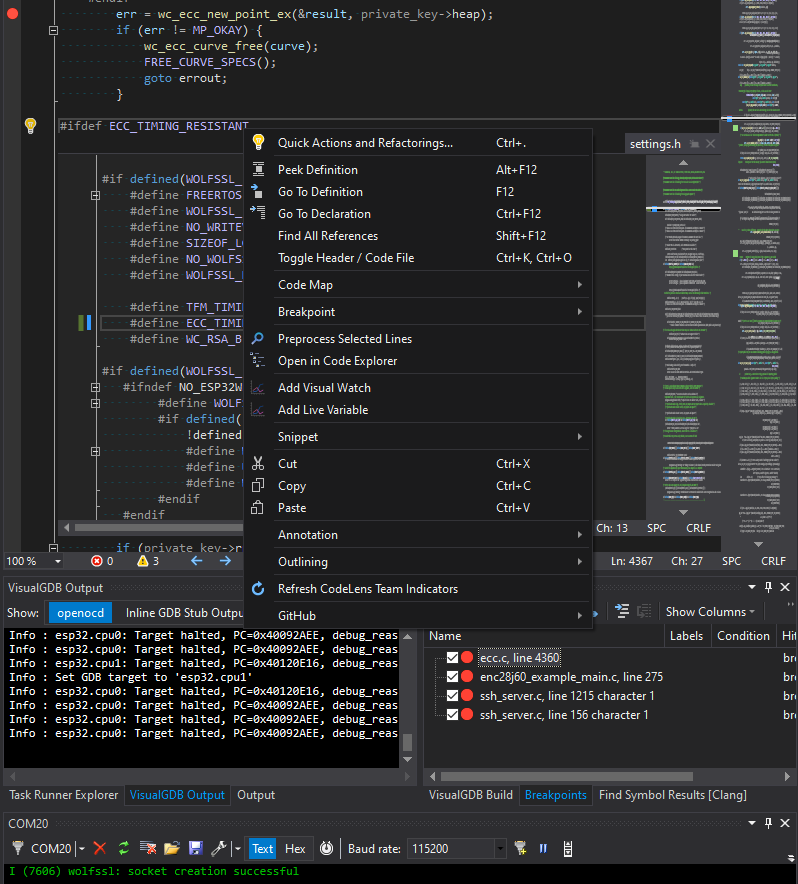 #endif
err = wc_ecc_new_point_ex(&result, private_key->heap);
if (err != MP_OKAY) {
wc_ecc_curve_free(curve);
FREE_CURVE_SPECS();
goto errout;
}
#ifdef ECC_TIMING_RESISTANT
settings.h
#if defined(WOLFSSL_
#define FREERTOS
#define WOLFSSL_
#define NO_WRITE
#define SIZEOF_L
#define NO_WOLFS
#define WOLFSSL_
#define TFM_TIMI
#define ECC_TIMI
#define WC_RSA_B
#if defined(WOLFSSL_
#ifndef NO_ESP32W
#define WOLF
#if defined(
!defined
#define
#define
#define
#endif
#endif
Ch: 13 SPC CRLF
if (private_key->r
Quick Actions and Refactorings... Ctrl+.
Peek Definition Alt+F12
Go To Definition F12
Go To Declaration Ctrl+F12
Find All References Shift+F12
Toggle Header / Code File Ctrl+K, Ctrl+O
Code Map
Breakpoint
Preprocess Selected Lines
Open in Code Explorer
Add Visual Watch
Add Live Variable
Snippet
Cut Ctrl+X
Copy Ctrl+C
Paste Ctrl+V
Annotation
Outlining
Refresh CodeLens Team Indicators
GitHub
100 % 0 3 Ln: 4367 Ch: 27 SPC CRLF
VisualGDB Output
Show: openocd Inline GDB Stub Outpu
Info : esp32.cpu0: Target halted, PC=0x40092AEE, debug_reas
Info : esp32.cpu0: Target halted, PC=0x40092AEE, debug_reas
Info : esp32.cpu1: Target halted, PC=0x40120E16, debug_reas
Info : Set GDB target to 'esp32.cpu1'
Info : esp32.cpu0: Target halted, PC=0x40120E16, debug_reas
Info : esp32.cpu0: Target halted, PC=0x40092AEE, debug_reas
Info : esp32.cpu0: Target halted, PC=0x40092AEE, debug_reas
Show Columns
Name Labels Condition Hit
ecc.c, line 4360 bre
enc28j60_example_main.c, line 275 bre
ssh_server.c, line 1215 character 1 bre
ssh_server.c, line 156 character 1 bre
Task Runner Explorer VisualGDB Output Output
VisualGDB Build Breakpoints Find Symbol Results [Clang]
COM20
COM20 Text Hex Baud rate: 115200
I (7606) wolfssl: socket creation successful